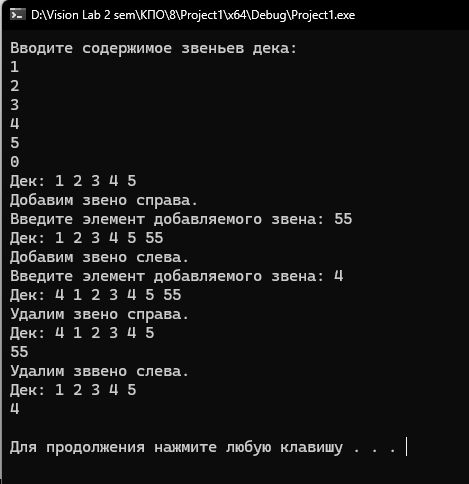 D:\Vision Lab 2 sem\КПО\8\Project1\x64\Debug\Project1.exe
Вводите содержимое звеньев дека:
1
2
3
4
5
0
Дек: 1 2 3 4 5
Добавим звено справа.
Введите элемент добавляемого звена: 55
Дек: 1 2 3 4 5 55
Добавим звено слева.
Введите элемент добавляемого звена: 4
Дек: 4 1 2 3 4 5 55
Удалим звено справа.
Дек: 4 1 2 3 4 5
55
Удалим зввено слева.
Дек: 1 2 3 4 5
4
Для продолжения нажмите любую клавишу . . .